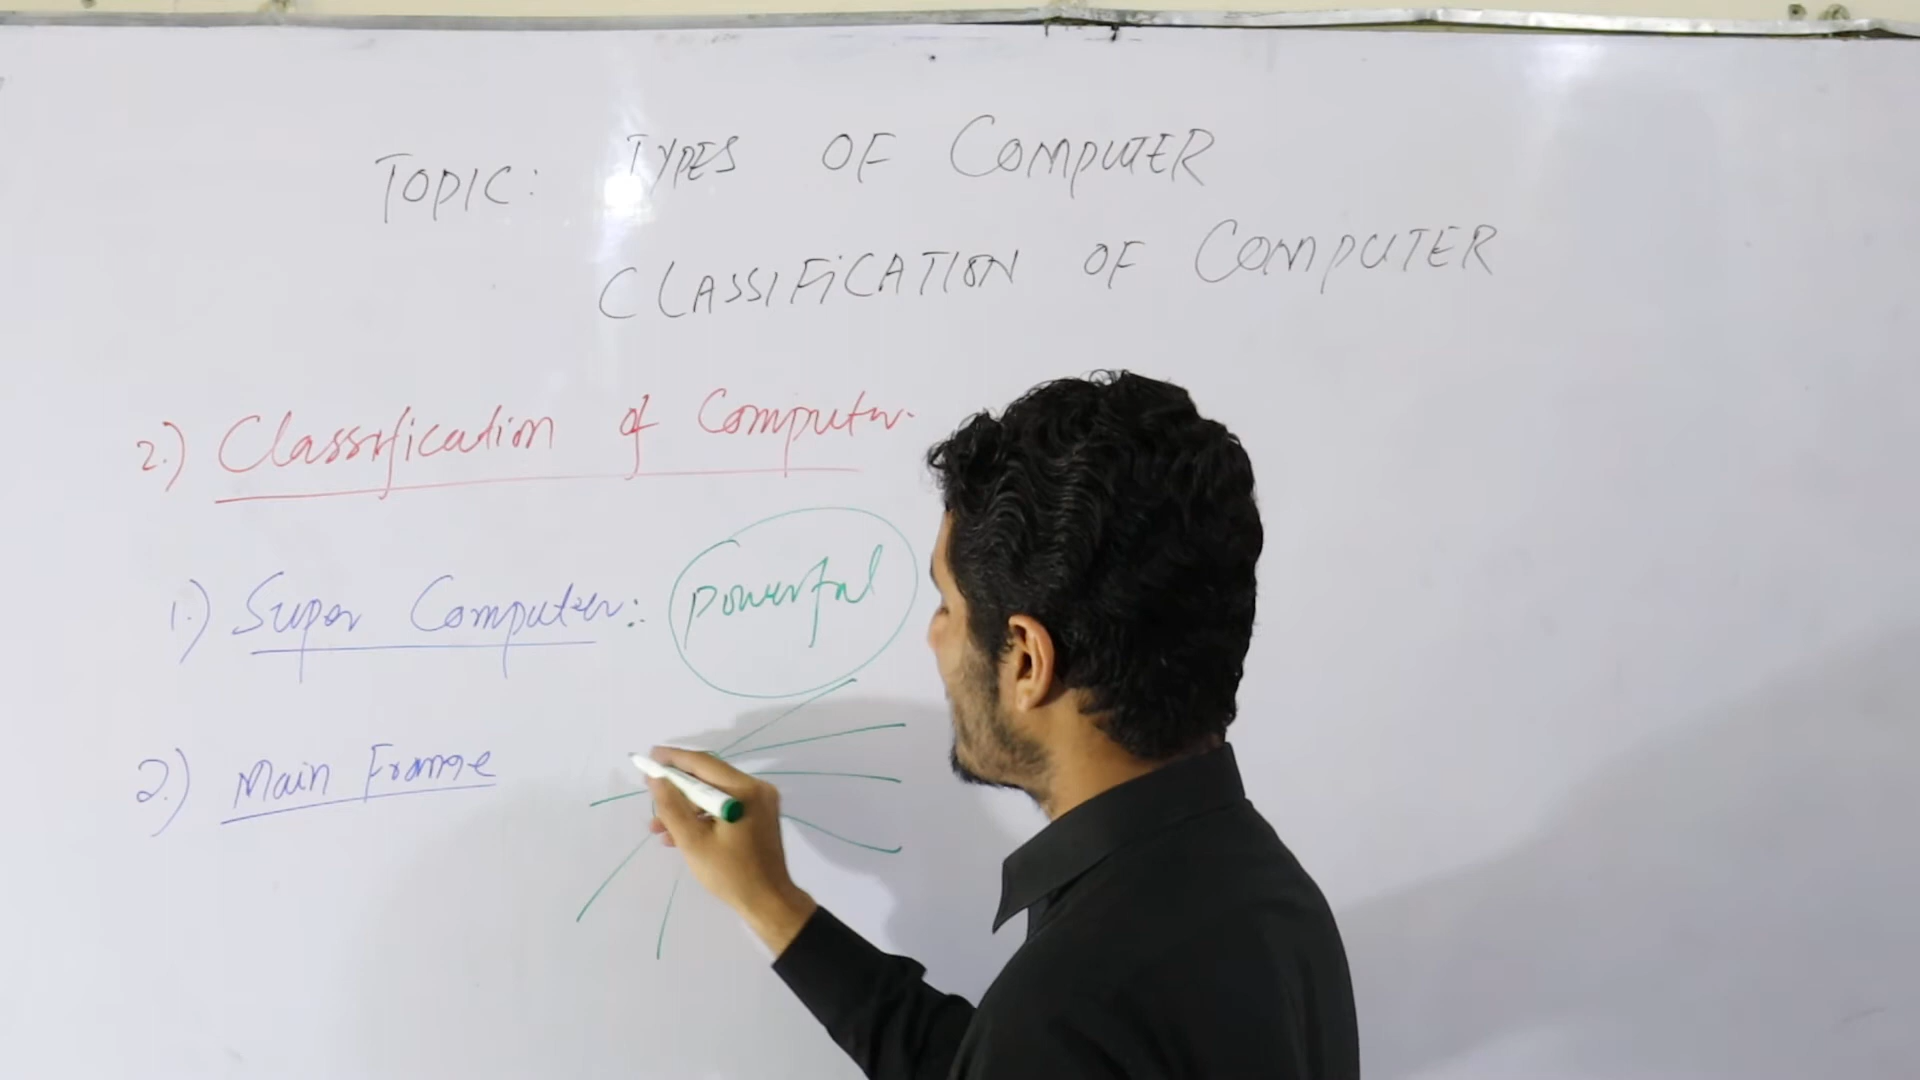 TOPIC: TYPES OF COMPUTER
CLASSIFICATION OF COMPUTER
2.) Classification of Computer.
1.) Super Computer: Powerful
2.) Main Frame